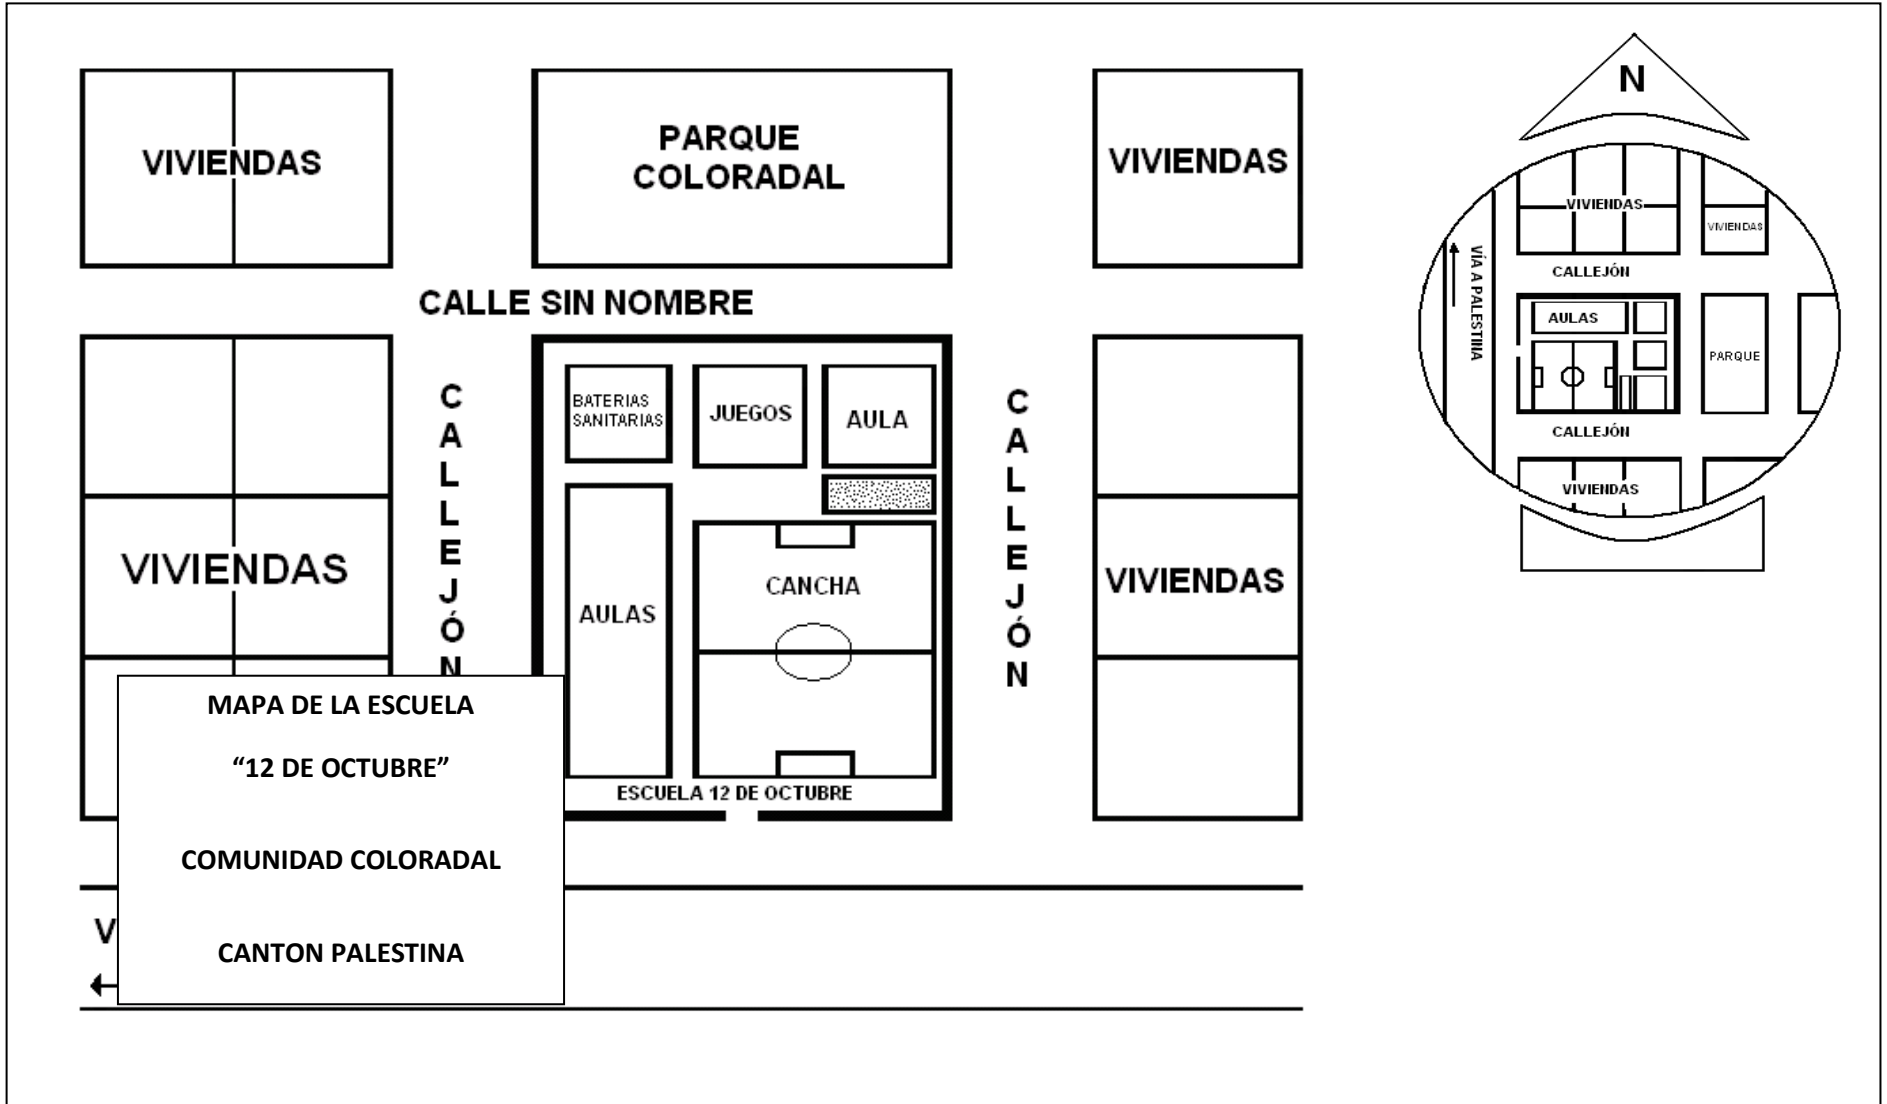 VIVIENDAS
PARQUE
COLORADAL
VIVIENDAS
CALLE SIN NOMBRE
CALLEJÓN
BATERIAS
SANITARIAS
JUEGOS
AULA
CALLEJÓN
VIVIENDAS
AULAS
CANCHA
VIVIENDAS
ESCUELA 12 DE OCTUBRE
MAPA DE LA ESCUELA
“12 DE OCTUBRE”
COMUNIDAD COLORADAL
CANTON PALESTINA
V
N
VIVIENDAS
VIVIENDAS
VÍA A PALESTINA
CALLEJÓN
AULAS
PARQUE
CALLEJÓN
VIVIENDAS